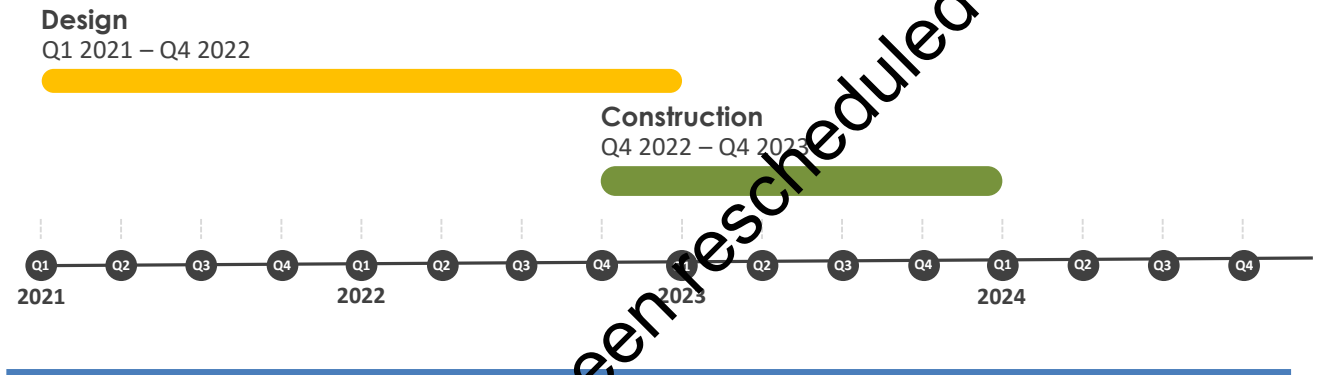 Design
Q1 2021 – Q4 2022
Construction
Q4 2022 – Q4 2023
Q1 Q2 Q3 Q4 Q1 Q2 Q3 Q4 Q1 Q2 Q3 Q4 Q1 Q2 Q3 Q4
2021 2022 2023 2024
rescheduled